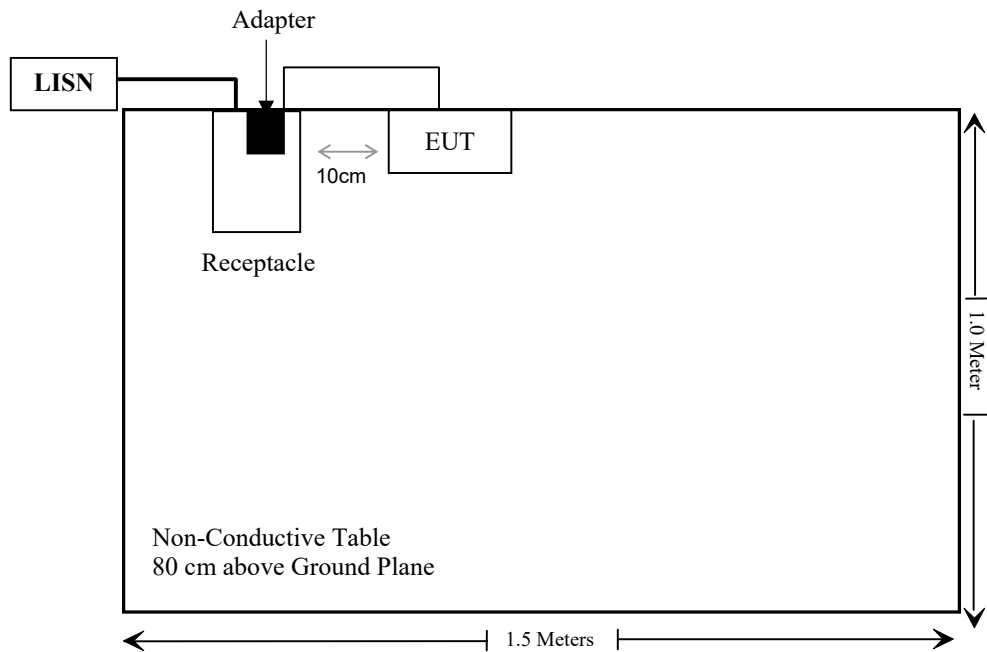 Adapter
LISN
EUT
10cm
Receptacle
1.0 Meter
Non-Conductive Table
80 cm above Ground Plane
1.5 Meters